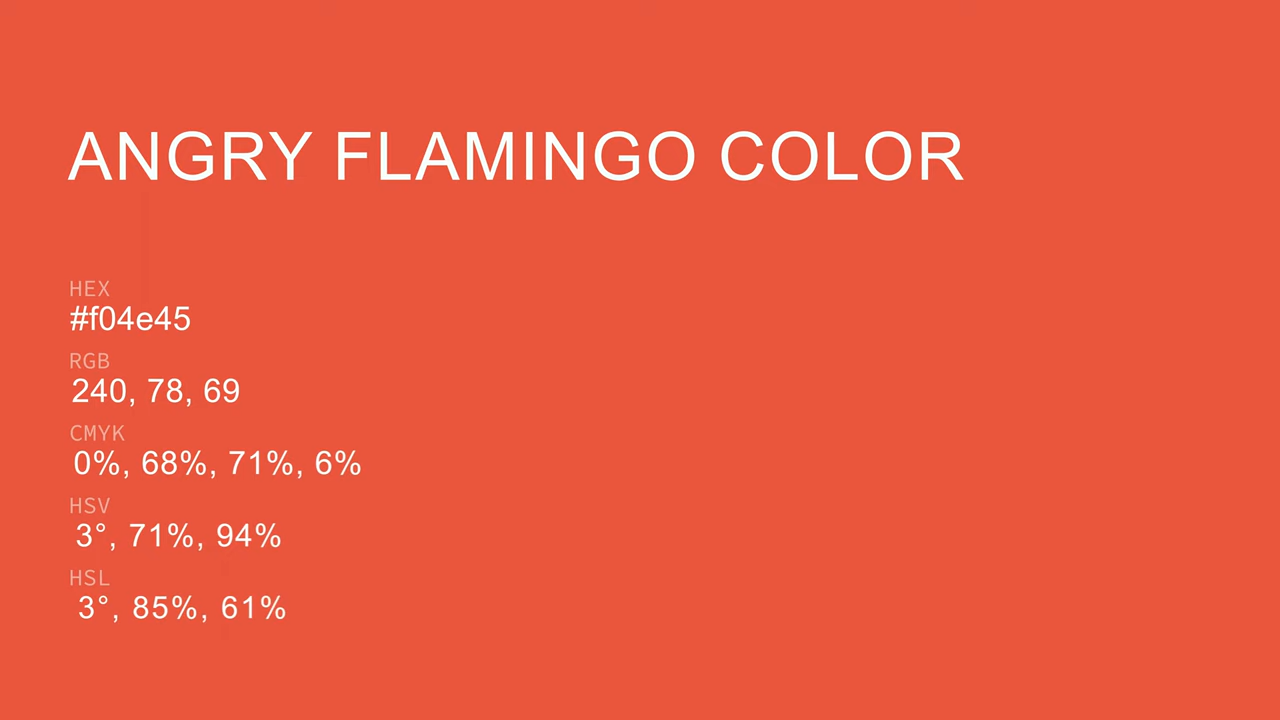 ANGRY FLAMINGO COLOR
HEX
#f04e45
RGB
240, 78, 69
CMYK
0%, 68%, 71%, 6%
HSV
3°, 71%, 94%
HSL
3°, 85%, 61%